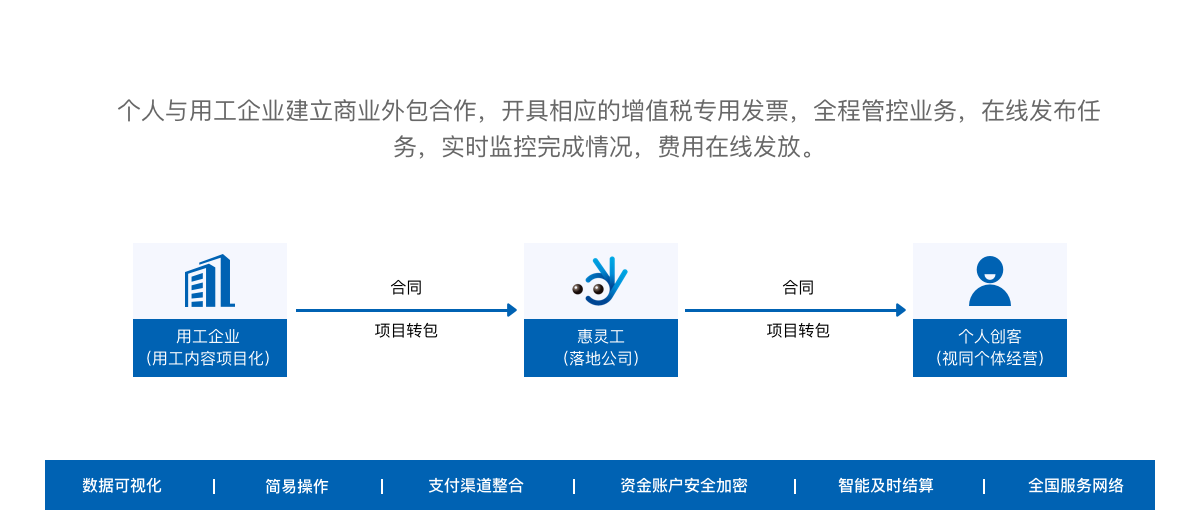 个人与用工企业建立商业外包合作，开具相应的增值税专用发票，全程管控业务，在线发布任
务，实时监控完成情况，费用在线发放。
合同
合同
项目转包
项目转包
用工企业
（用工内容项目化）
惠灵工
（落地公司）
个人创客
（视同个体经营）
数据可视化
简易操作
支付渠道整合
资金账户安全加密
智能及时结算
全国服务网络